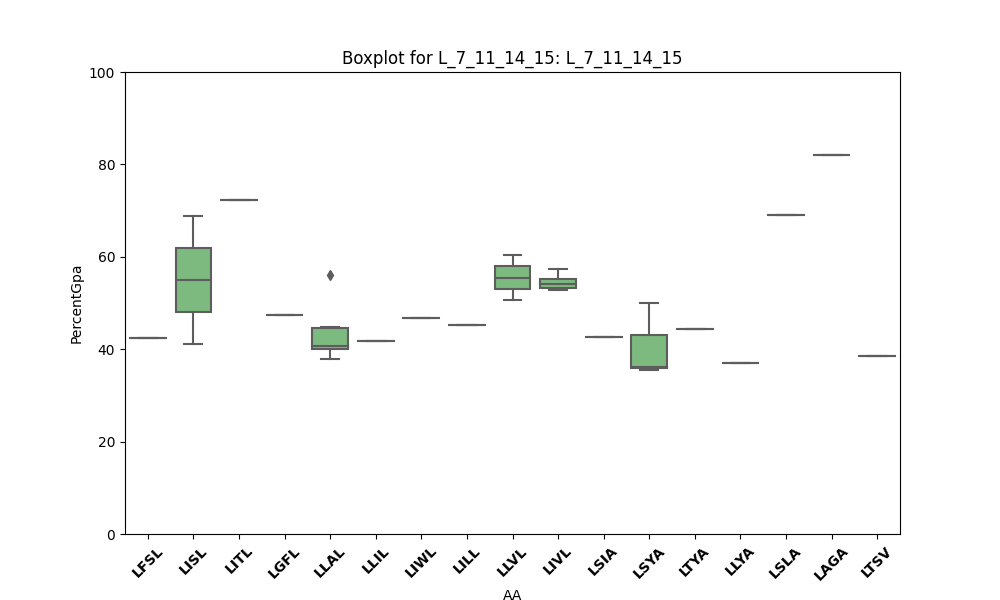 Boxplot for L_7_11_14_15: L_7_11_14_15
PercentGpa
100
80
60
40
20
0
LFSL LISL LITL LGFL LLAL LLIL LIWL LILL LLVL LIVL LSIA LSYA LTYA LLYA LSLA LAGA LTSV
AA